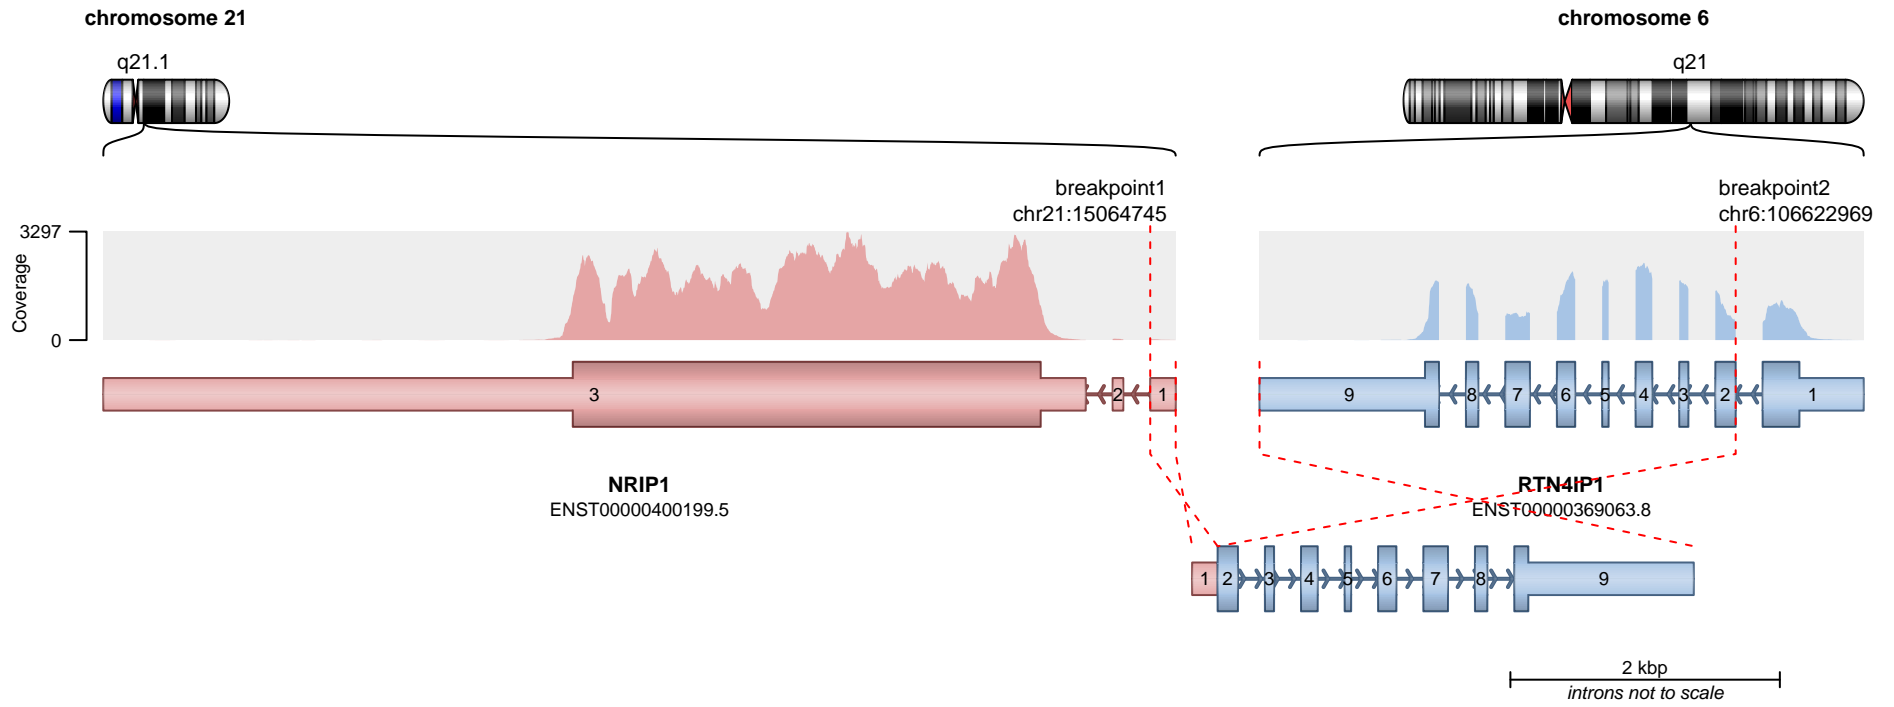 chromosome 21
chromosome 6
q21.1
q21
breakpoint1
chr21:15064745
breakpoint2
chr6:106622969
3297
Coverage
0
3 2 1
9 8 7 6 5 4 3 2 1
NRIP1
ENST00000400199.5
RTN4IP1
ENST00000369063.8
1 2 3 4 5 6 7 8 9
2 kbp
introns not to scale